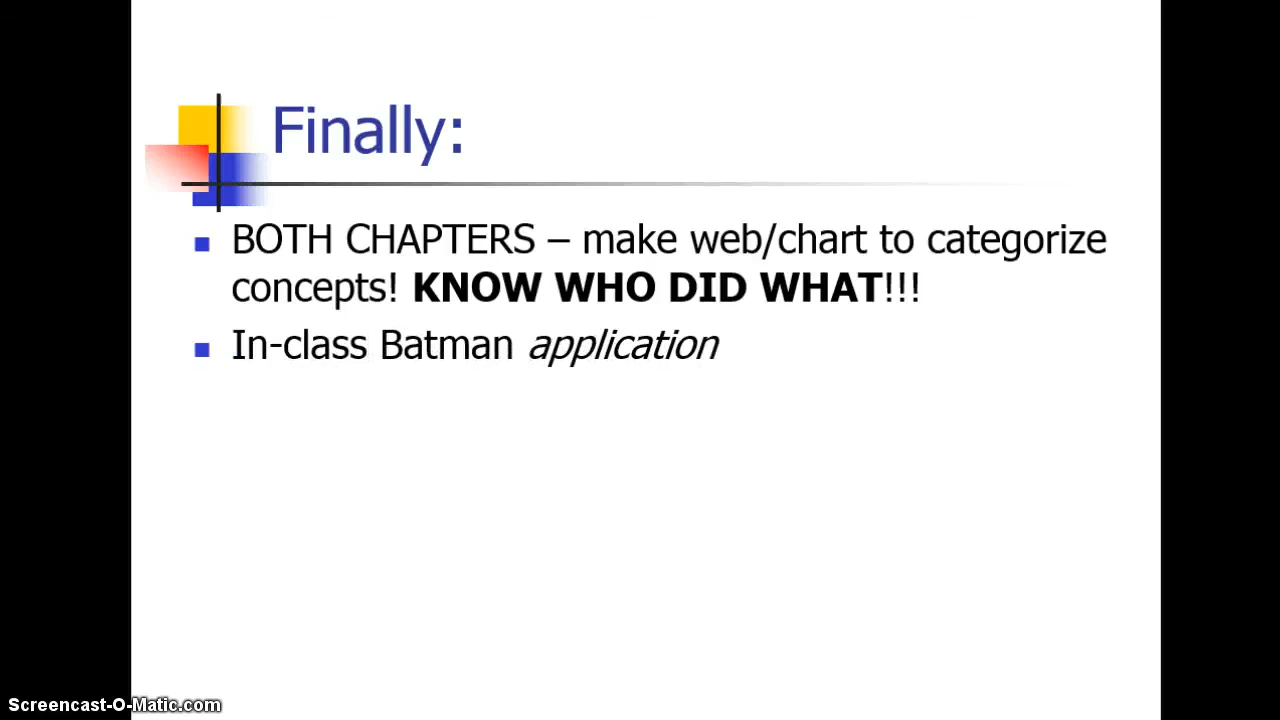 Finally:
BOTH CHAPTERS – make web/chart to categorize
concepts! KNOW WHO DID WHAT!!!
In-class Batman application
Screencast-O-Matic.com